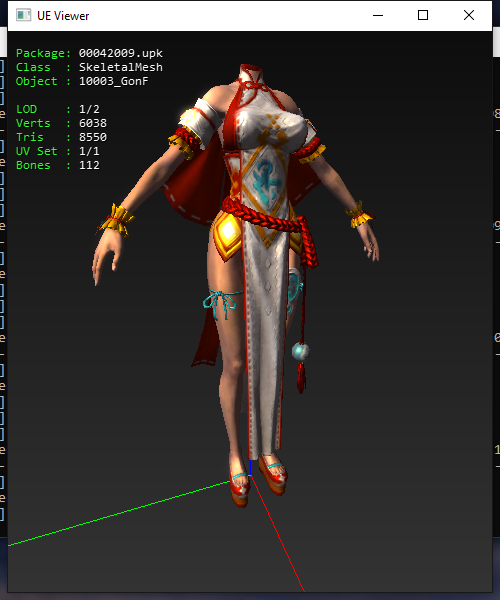 UE Viewer
Package: 00042009.upk
Class : SkeletalMesh
Object : 10003_GonF
LOD : 1/2
Verts : 6038
Tris : 8550
UV Set : 1/1
Bones : 112